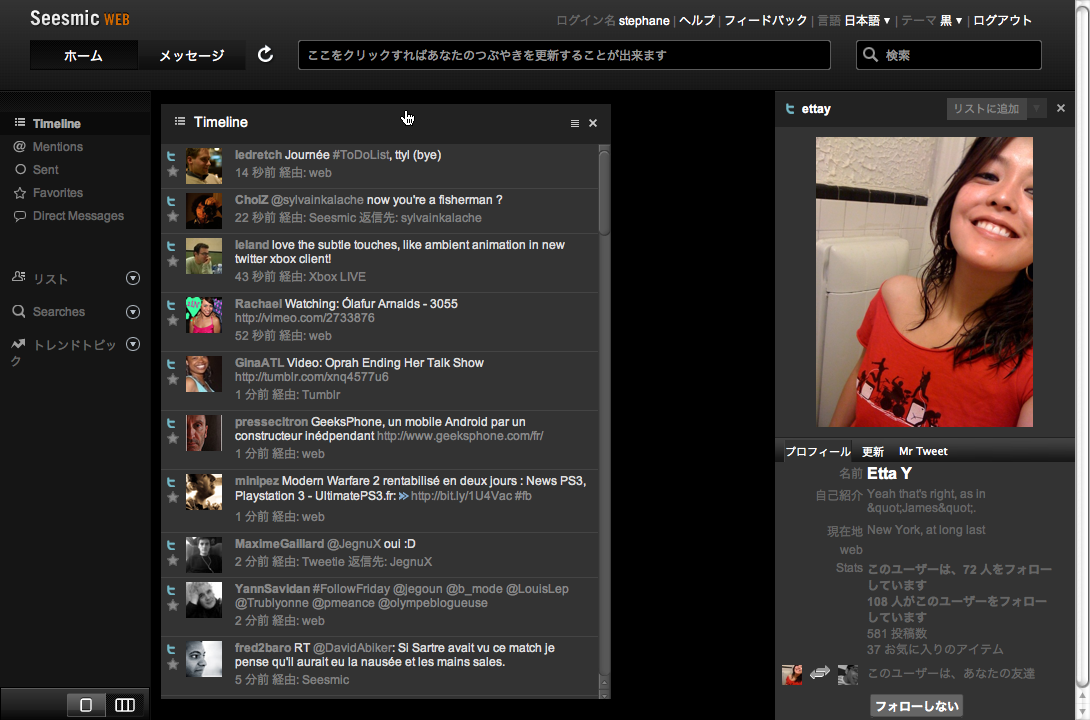 Seesmic WEB
ログイン名 stephane | ヘルプ | フィードバック | 言語 日本語 ▾ | テーマ 黒 ▾ | ログアウト
ホーム
メッセージ
ここをクリックすればあなたのつぶやきを更新することが出来ます
検索
Timeline
Mentions
Sent
Favorites
Direct Messages
リスト
Searches
トレンドトピッ
ク
Timeline
ledretch Journée #ToDoList, ttyl (bye)
14 秒前 経由: web
CholZ @sylvainkalache now you're a fisherman ?
22 秒前 経由: Seesmic 返信先: sylvainkalache
leland love the subtle touches, like ambient animation in new
twitter xbox client!
43 秒前 経由: Xbox LIVE
Rachael Watching: Ólafur Arnalds - 3055
http://vimeo.com/2733876
52 秒前 経由: web
GinaATL Video: Oprah Ending Her Talk Show
http://tumblr.com/xnq4577u6
1 分前 経由: Tumblr
pressecitron GeeksPhone, un mobile Android par un
constructeur inédpendant http://www.geeksphone.com/fr/
1 分前 経由: web
minipez Modern Warfare 2 rentabilisé en deux jours : News PS3,
Playstation 3 - UltimatePS3.fr: http://bit.ly/1U4Vac #fb
1 分前 経由: web
MaximeGaillard @JegnuX oui :D
2 分前 経由: Tweetie 返信先: JegnuX
YannSavidan #FollowFriday @jegoun @b_mode @LouisLep
@Trublyonne @pmeance @olympeblogueuse
2 分前 経由: web
fred2baro RT @DavidAbiker: Si Sartre avait vu ce match je
pense qu'il aurait eu la nausée et les mains sales.
5 分前 経由: Seesmic
ettay
リストに追加
プロフィール 更新 Mr Tweet
名前 Etta Y
自己紹介 Yeah that's right, as in
&quot;James&quot;.
現在地 New York, at long last
web
Stats このユーザーは、72 人をフォロー
しています
108 人がこのユーザーをフォロー
しています
581 投稿数
37 お気に入りのアイテム
このユーザーは、あなたの友達
フォローしない